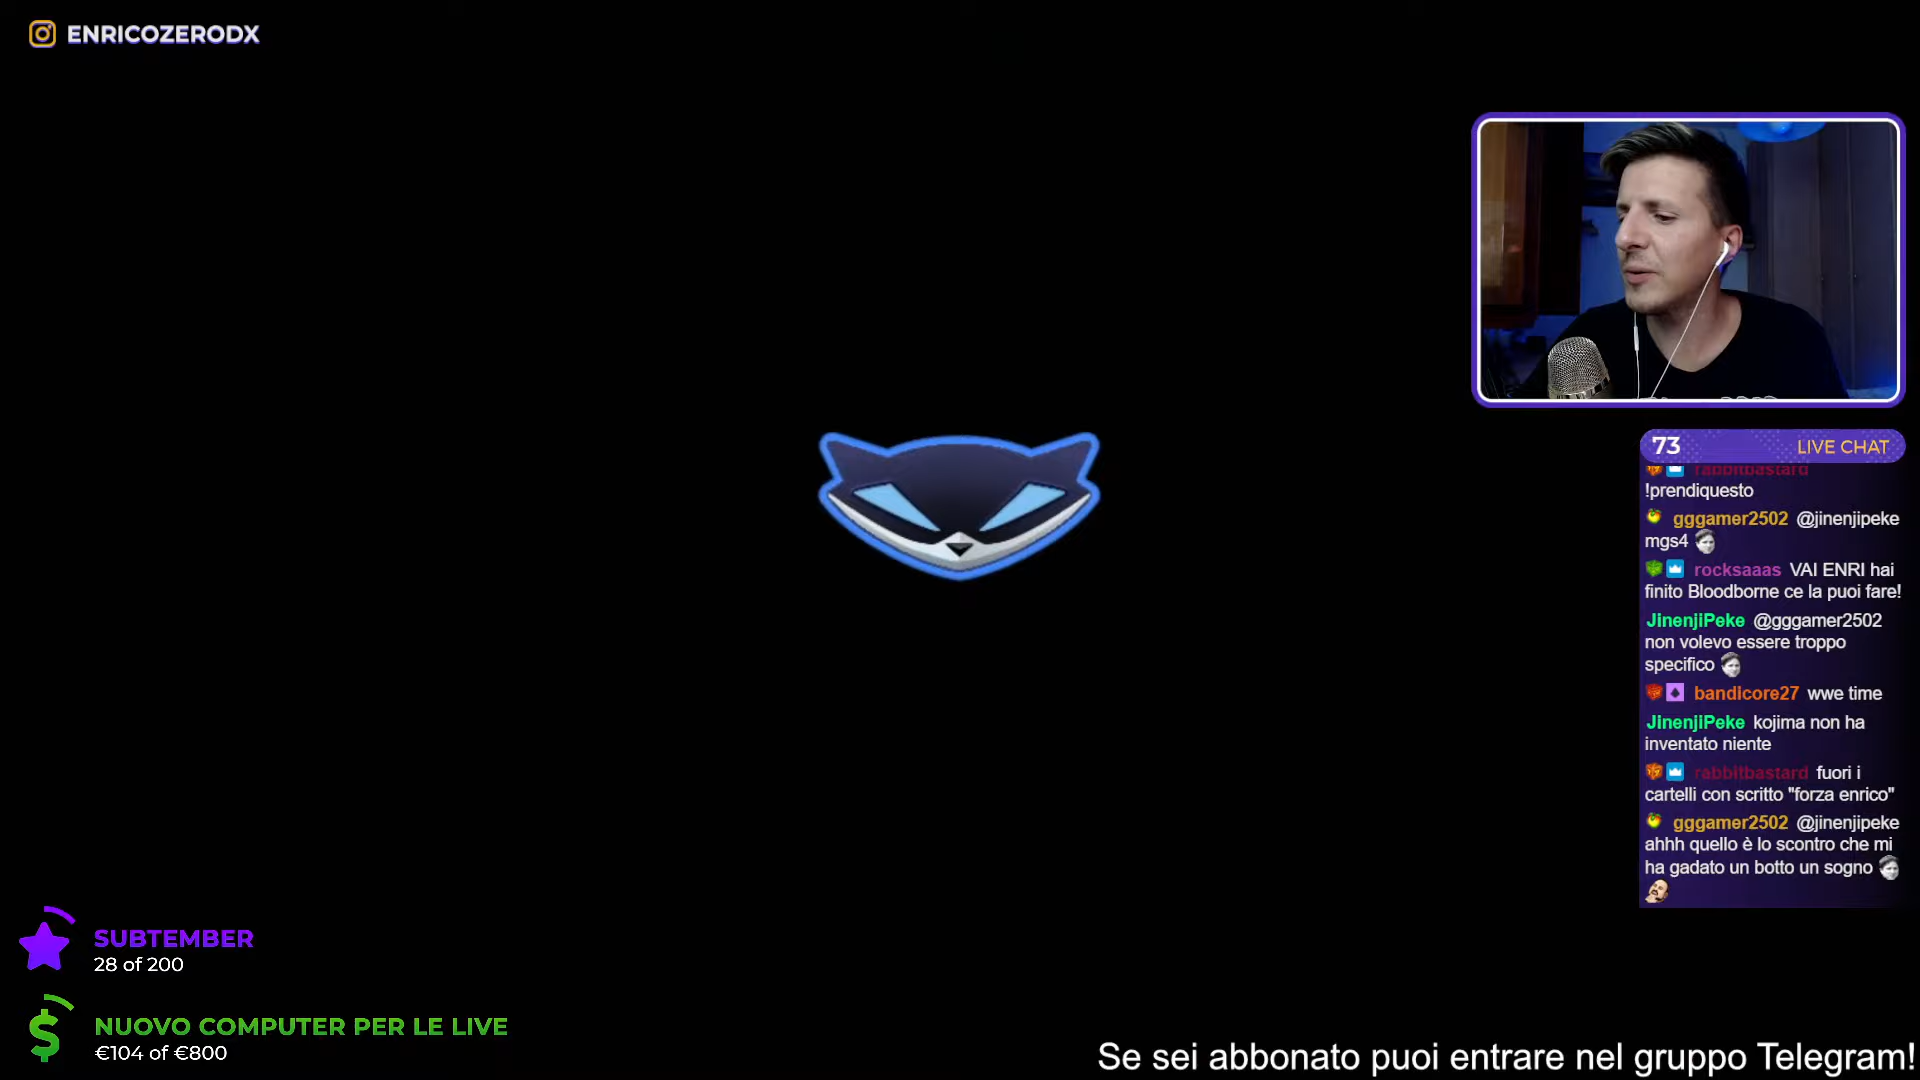 ENRICOZERODX
73 LIVE CHAT
rabbitbastard
!prendiquesto
gggamer2502 @jinenjipeke
mgs4
rocksaaas VAI ENRI hai
finito Bloodborne ce la puoi fare!
JinenjiPeke @gggamer2502
non volevo essere troppo
specifico
bandicore27 wwe time
JinenjiPeke kojima non ha
inventato niente
rabbitbastard fuori i
cartelli con scritto "forza enrico"
gggamer2502 @jinenjipeke
ahhh quello è lo scontro che mi
ha gadato un botto un sogno
SUBTEMBER
28 of 200
NUOVO COMPUTER PER LE LIVE
€104 of €800
Se sei abbonato puoi entrare nel gruppo Telegram!